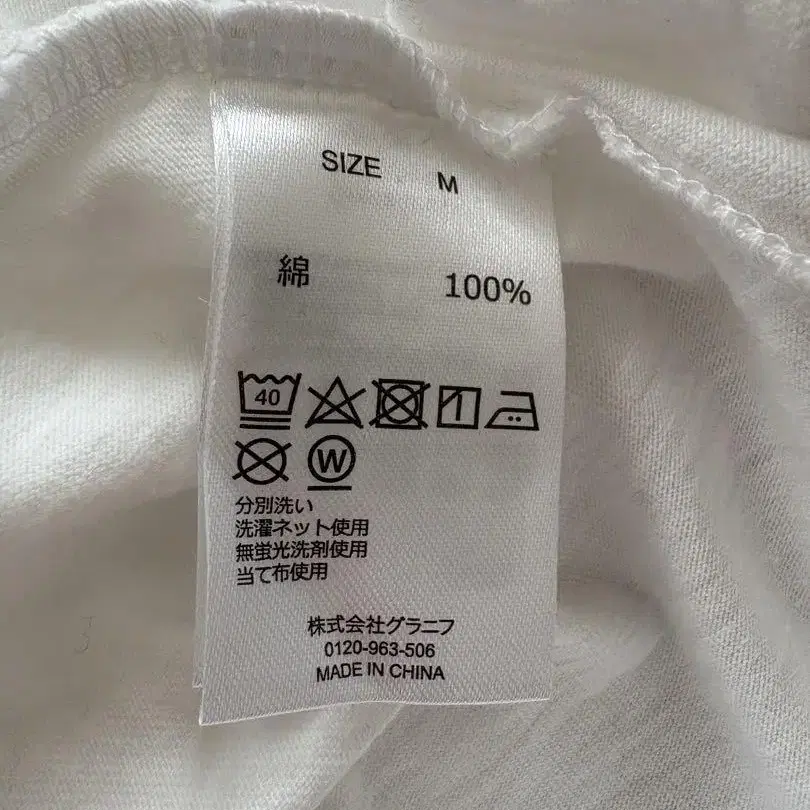 SIZE M
綿 100%
40
W
分別洗い
洗濯ネット使用
無蛍光洗剤使用
当て布使用
株式会社グラニフ
0120-963-506
MADE IN CHINA